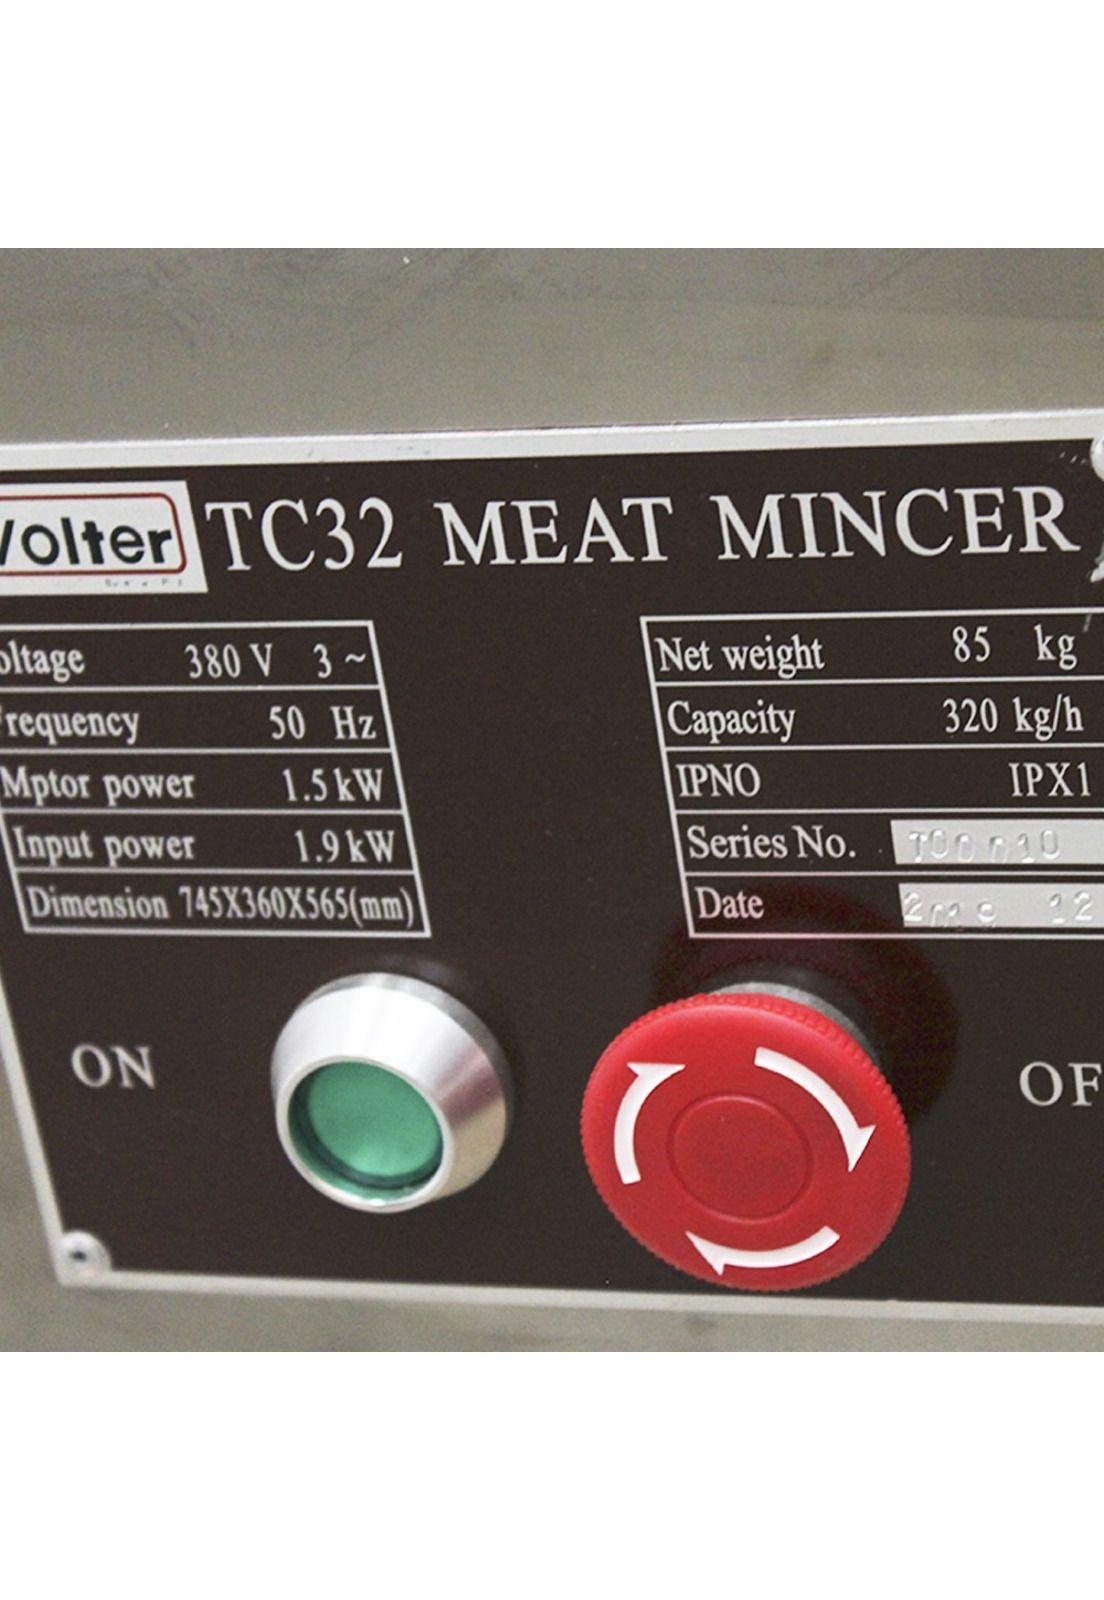 Volter TC32 MEAT MINCER
oltage 380 V 3 ~
requency 50 Hz
Mptor power 1.5 kW
Input power 1.9 kW
Dimension 745X360X565(mm)
Net weight 85 kg
Capacity 320 kg/h
IPNO IPX1
Series No.
Date 12
ON
OF